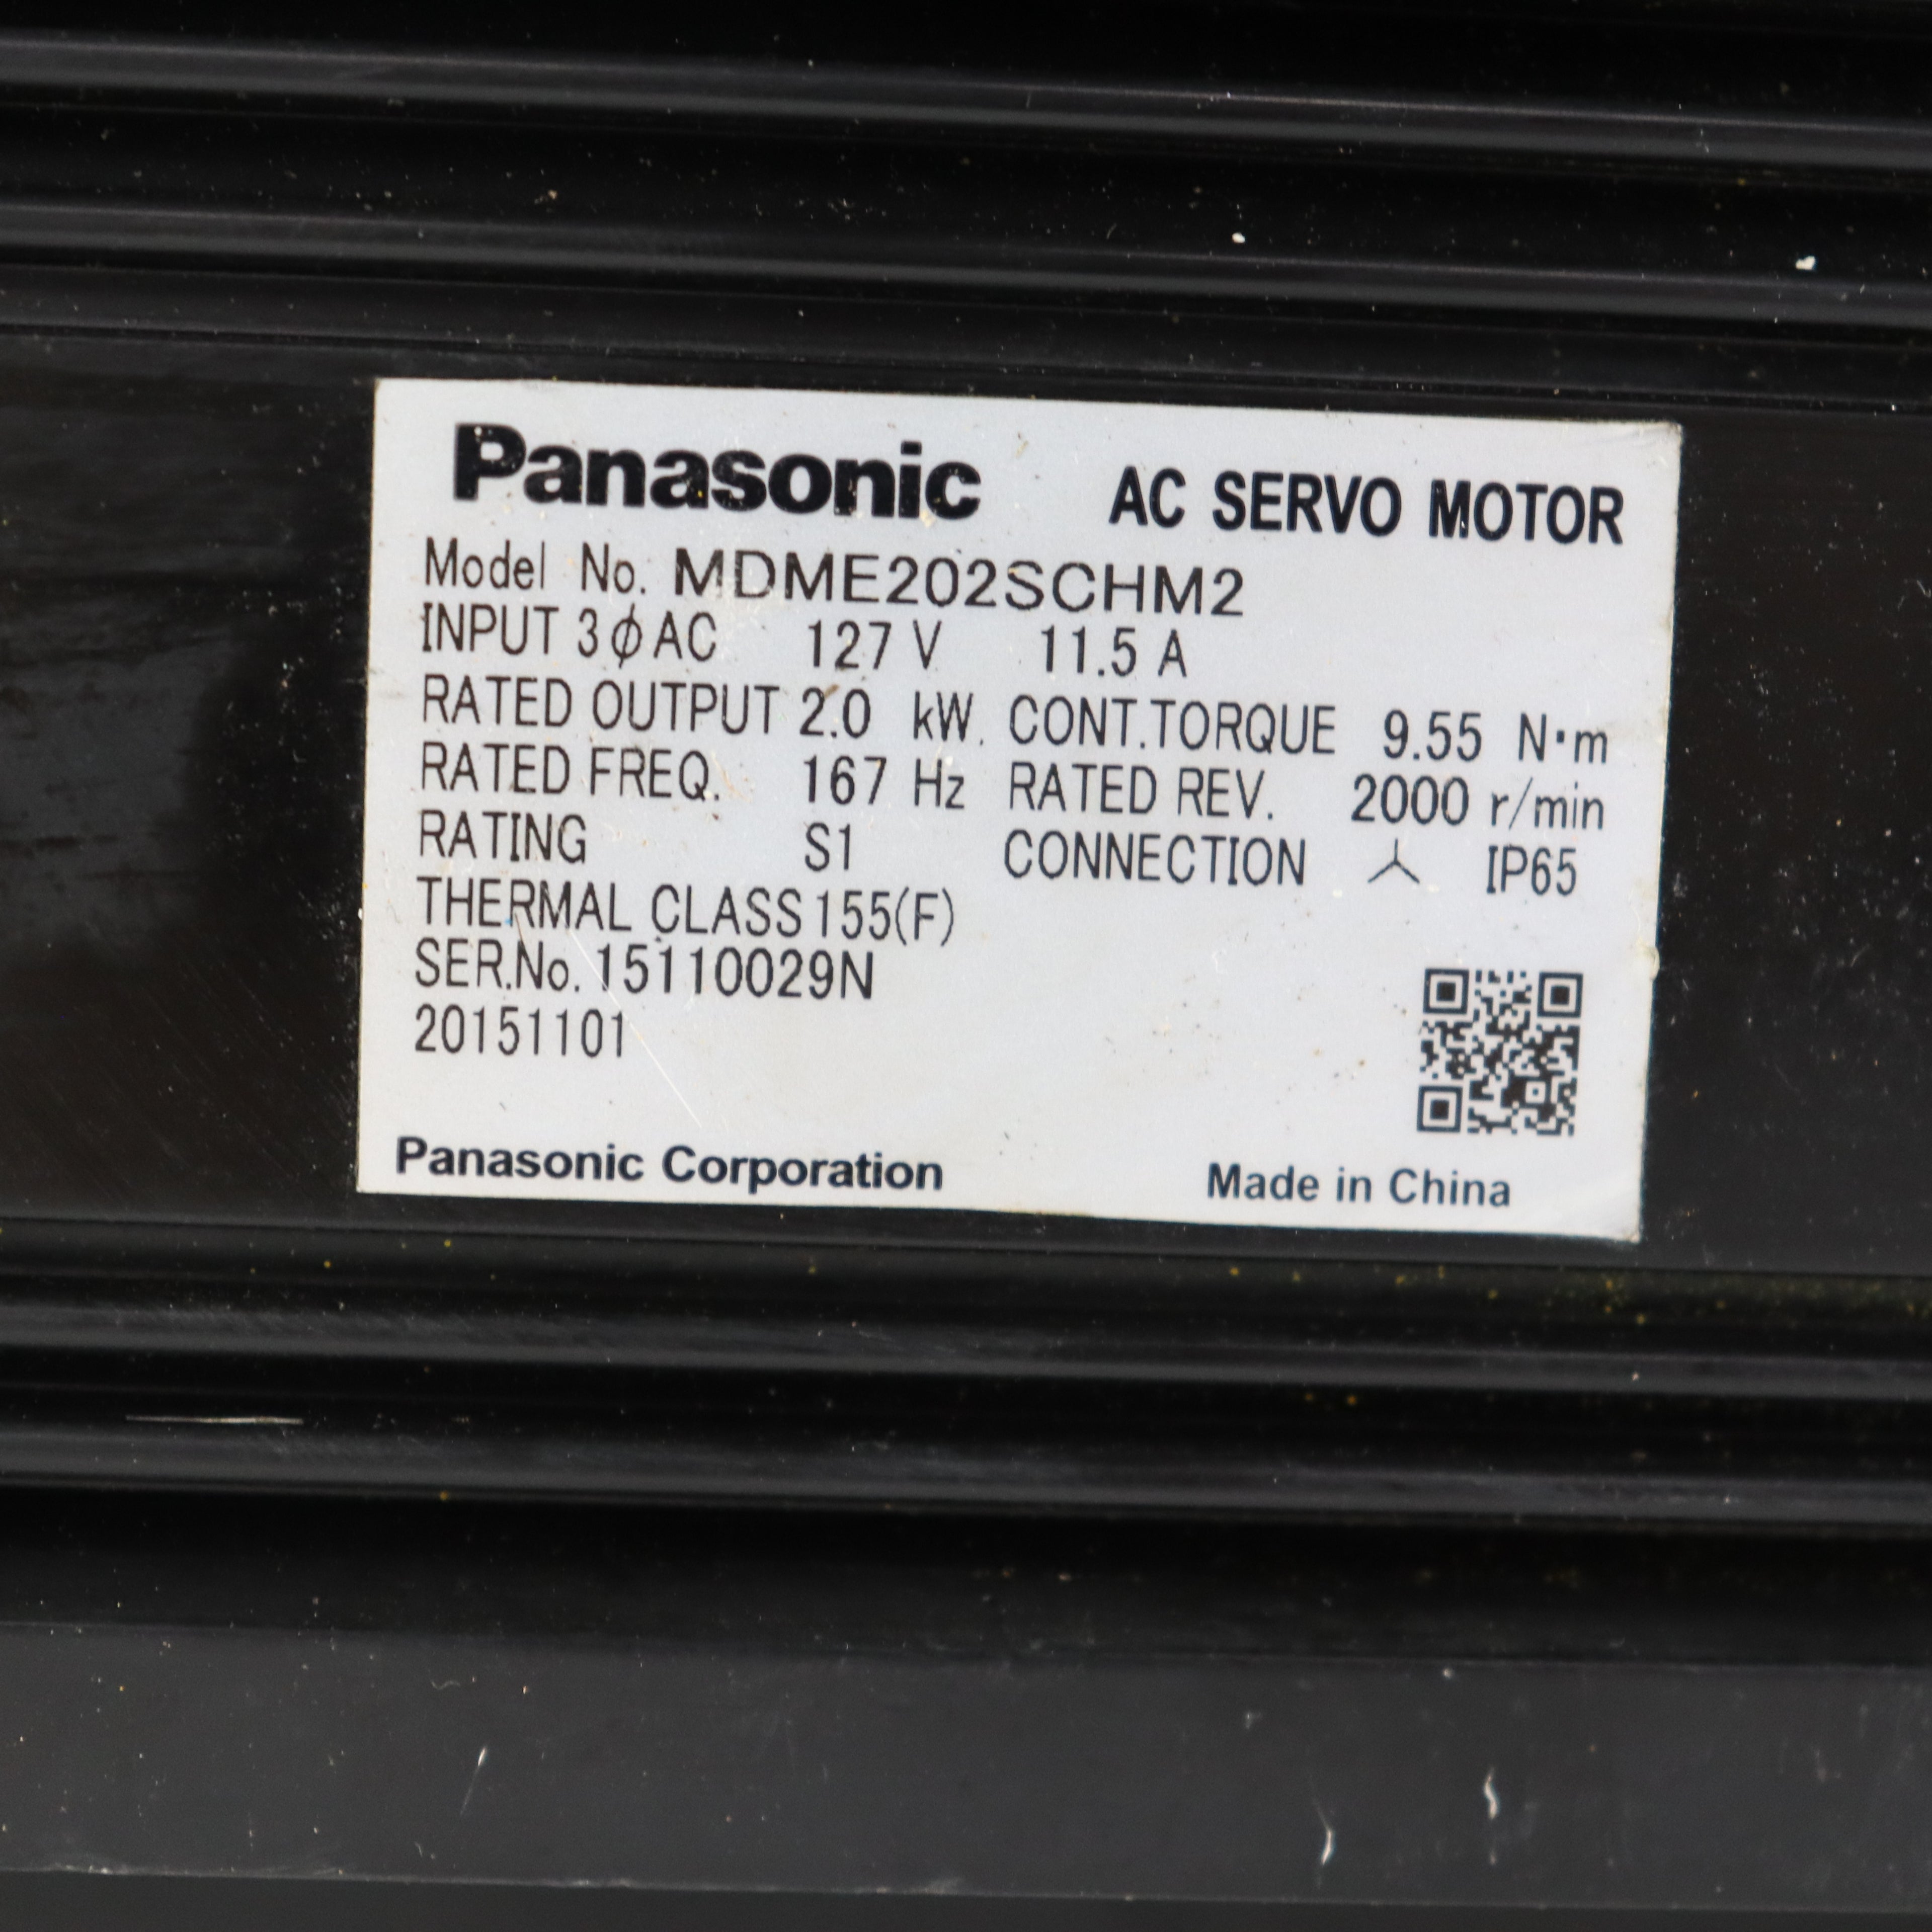 Panasonic AC SERVO MOTOR
Model No. MDME202SCHM2
INPUT 3ϕAC 127 V 11.5 A
RATED OUTPUT 2.0 kW CONT.TORQUE 9.55 N·m
RATED FREQ. 167 Hz RATED REV. 2000 r/min
RATING S1 CONNECTION 人 IP65
THERMAL CLASS 155(F)
SER.No. 15110029N
20151101
Panasonic Corporation Made in China